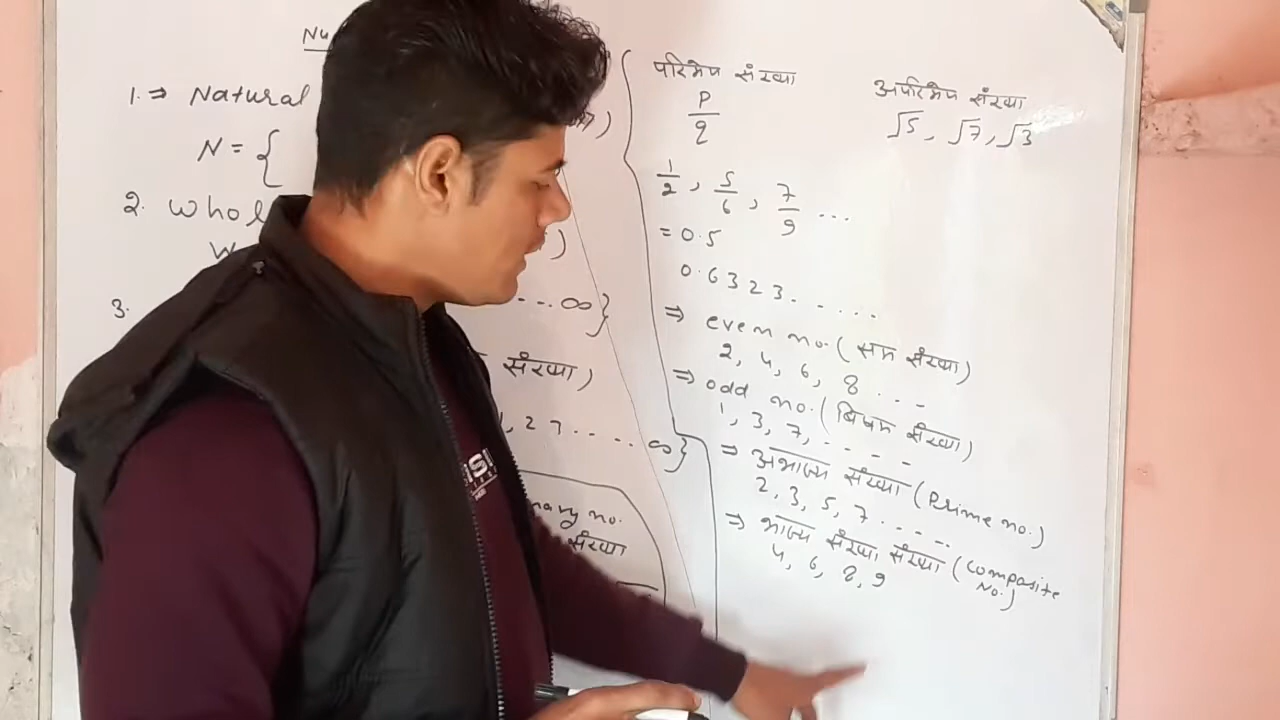 Nu
1. ⇒ Natural
N = {
2. Whol
W
)
3.
... ∞}
संख्या)
, 2 3 .... ∞}
nary no.
संख्या
परिमेय संख्या
P/q
1/2, 5/6, 7/9 ...
= 0.5
0.6323.....
⇒ even no. (सम संख्या)
2, 4, 6, 8 ...
⇒ odd no. (बिषम संख्या)
1, 3, 7, ....
⇒ अभाज्य संख्या (Prime no.)
2, 3, 5, 7 .....
⇒ भाज्य संख्या संख्या (Composite
No.)
4, 6, 8, 9
अपरिमेय संख्या
√5, √7, √3